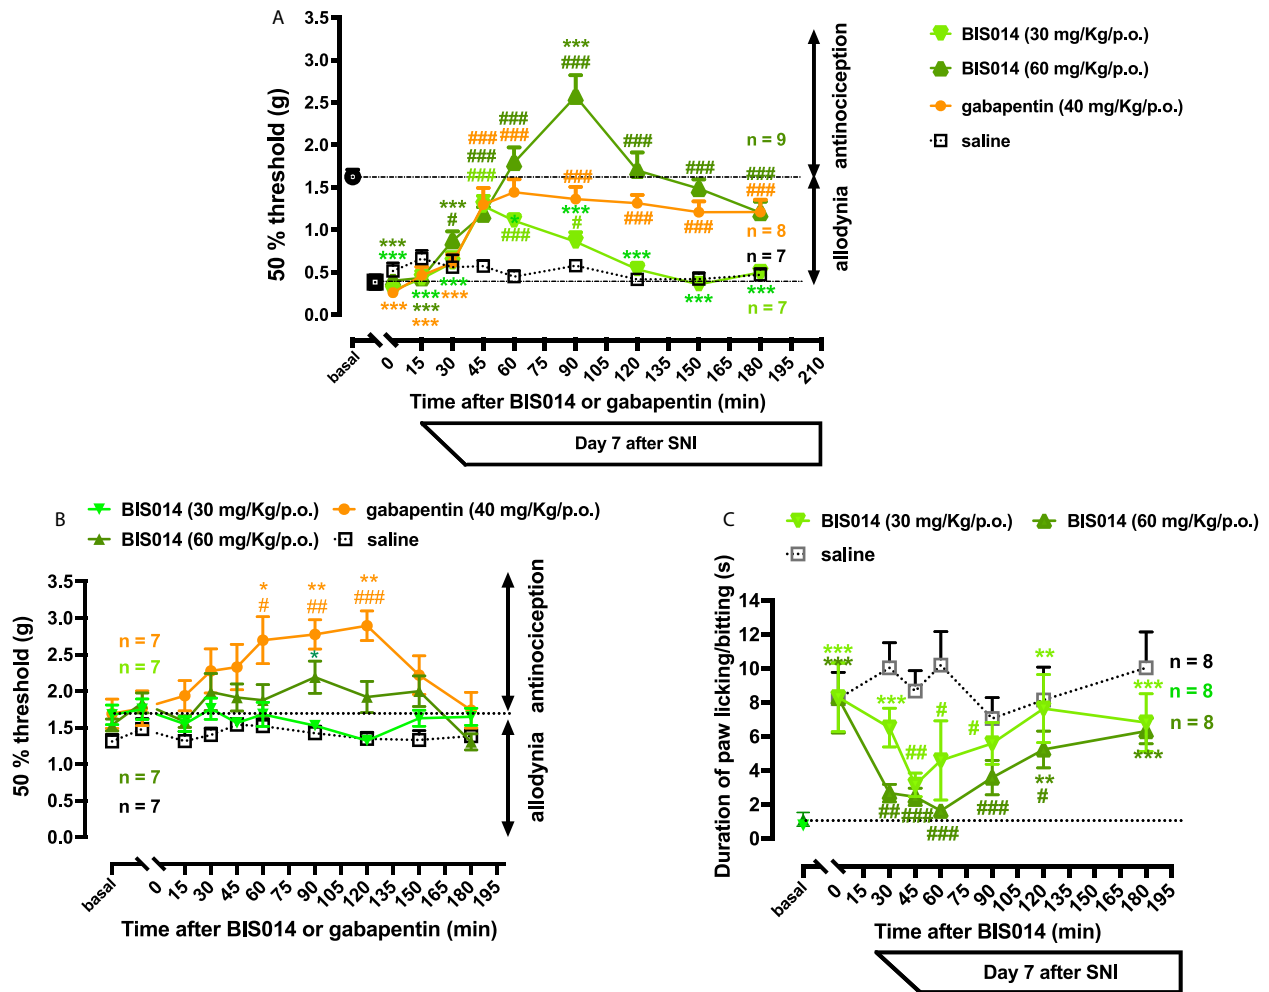 A
3.5
3.0
2.5
2.0
1.5
1.0
0.5
0.0
50 % threshold (g)
***
###
###
###
###
###
###
***
#
***
***
***
***
***
***
***
***
###
*
###
***
#
###
***
###
###
###
***
###
###
***
n = 9
n = 8
n = 7
n = 7
antinociception
allodynia
BIS014 (30 mg/Kg/p.o.)
BIS014 (60 mg/Kg/p.o.)
gabapentin (40 mg/Kg/p.o.)
saline
basal 0 15 30 45 60 75 90 105 120 135 150 165 180 195 210
Time after BIS014 or gabapentin (min)
Day 7 after SNI
B
BIS014 (30 mg/Kg/p.o.) gabapentin (40 mg/Kg/p.o.)
BIS014 (60 mg/Kg/p.o.) saline
3.5
3.0
2.5
2.0
1.5
1.0
0.5
0.0
50 % threshold (g)
n = 7
n = 7
n = 7
n = 7
*
#
**
##
*
**
###
antinociception
allodynia
basal 0 15 30 45 60 75 90 105 120 135 150 165 180 195
Time after BIS014 or gabapentin (min)
C
BIS014 (30 mg/Kg/p.o.) BIS014 (60 mg/Kg/p.o.)
saline
14
12
10
8
6
4
2
0
Duration of paw licking/bitting (s)
***
***
***
##
##
###
#
###
#
###
**
**
#
***
***
n = 8
n = 8
n = 8
basal 0 15 30 45 60 75 90 105 120 135 150 165 180 195
Time after BIS014 (min)
Day 7 after SNI